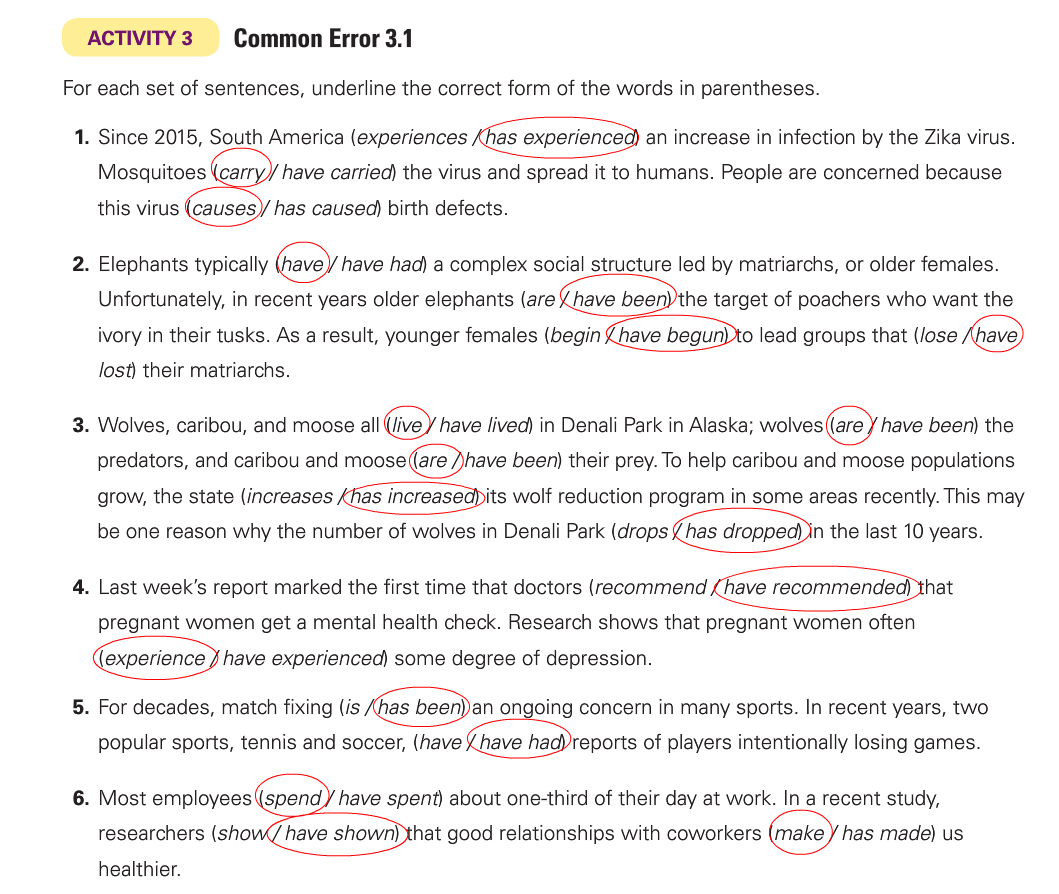 ACTIVITY 3 Common Error 3.1
For each set of sentences, underline the correct form of the words in parentheses.
1. Since 2015, South America (experiences / has experienced) an increase in infection by the Zika virus.
Mosquitoes (carry / have carried) the virus and spread it to humans. People are concerned because
this virus (causes / has caused) birth defects.
2. Elephants typically (have / have had) a complex social structure led by matriarchs, or older females.
Unfortunately, in recent years older elephants (are / have been) the target of poachers who want the
ivory in their tusks. As a result, younger females (begin / have begun) to lead groups that (lose / have
lost) their matriarchs.
3. Wolves, caribou, and moose all (live / have lived) in Denali Park in Alaska; wolves (are / have been) the
predators, and caribou and moose (are / have been) their prey. To help caribou and moose populations
grow, the state (increases / has increased) its wolf reduction program in some areas recently. This may
be one reason why the number of wolves in Denali Park (drops / has dropped) in the last 10 years.
4. Last week's report marked the first time that doctors (recommend / have recommended) that
pregnant women get a mental health check. Research shows that pregnant women often
(experience / have experienced) some degree of depression.
5. For decades, match fixing (is / has been) an ongoing concern in many sports. In recent years, two
popular sports, tennis and soccer, (have / have had) reports of players intentionally losing games.
6. Most employees (spend / have spent) about one-third of their day at work. In a recent study,
researchers (show / have shown) that good relationships with coworkers (make / has made) us
healthier.